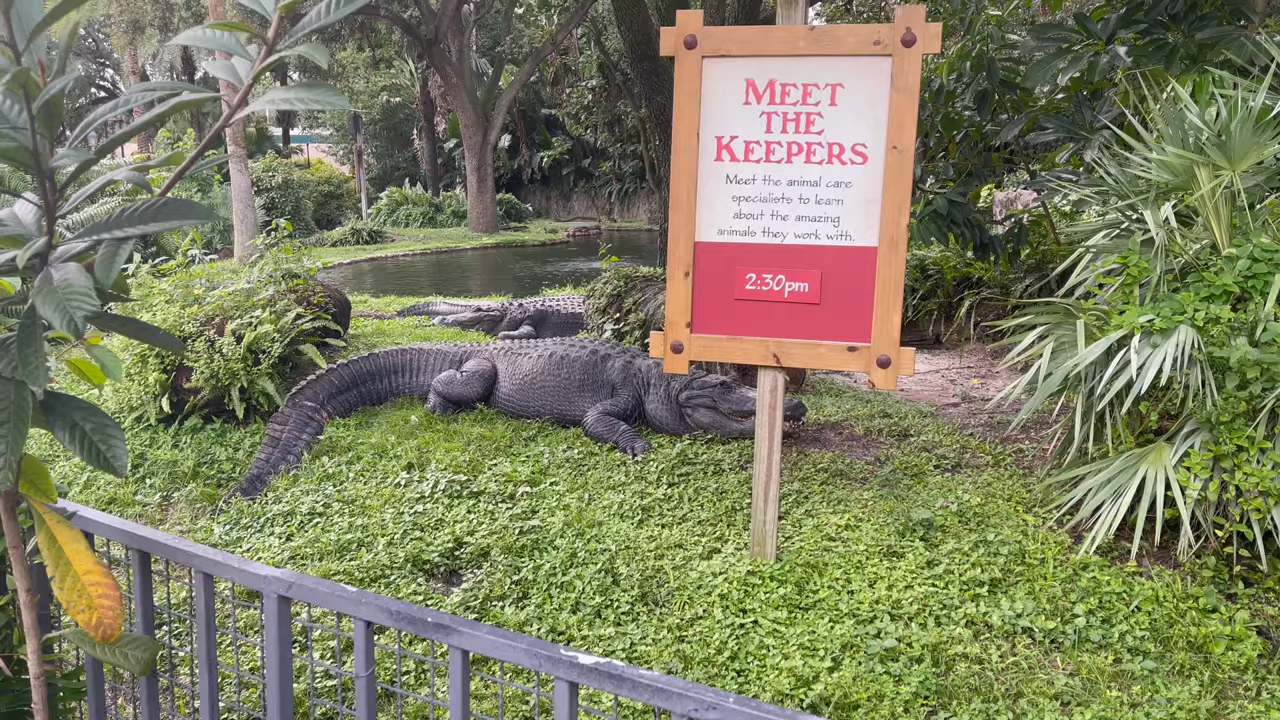 MEET
THE
KEEPERS
Meet the animal care
specialists to learn
about the amazing
animals they work with.
2:30pm